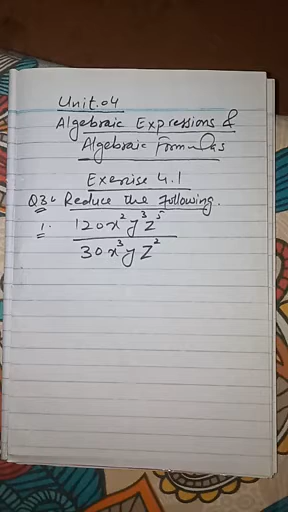 Unit.04
Algebraic Expressions &
Algebraic Formulas
Exercise 4.1
Q3: Reduce the following.
1. 120x²y³z⁵
30x³yz²